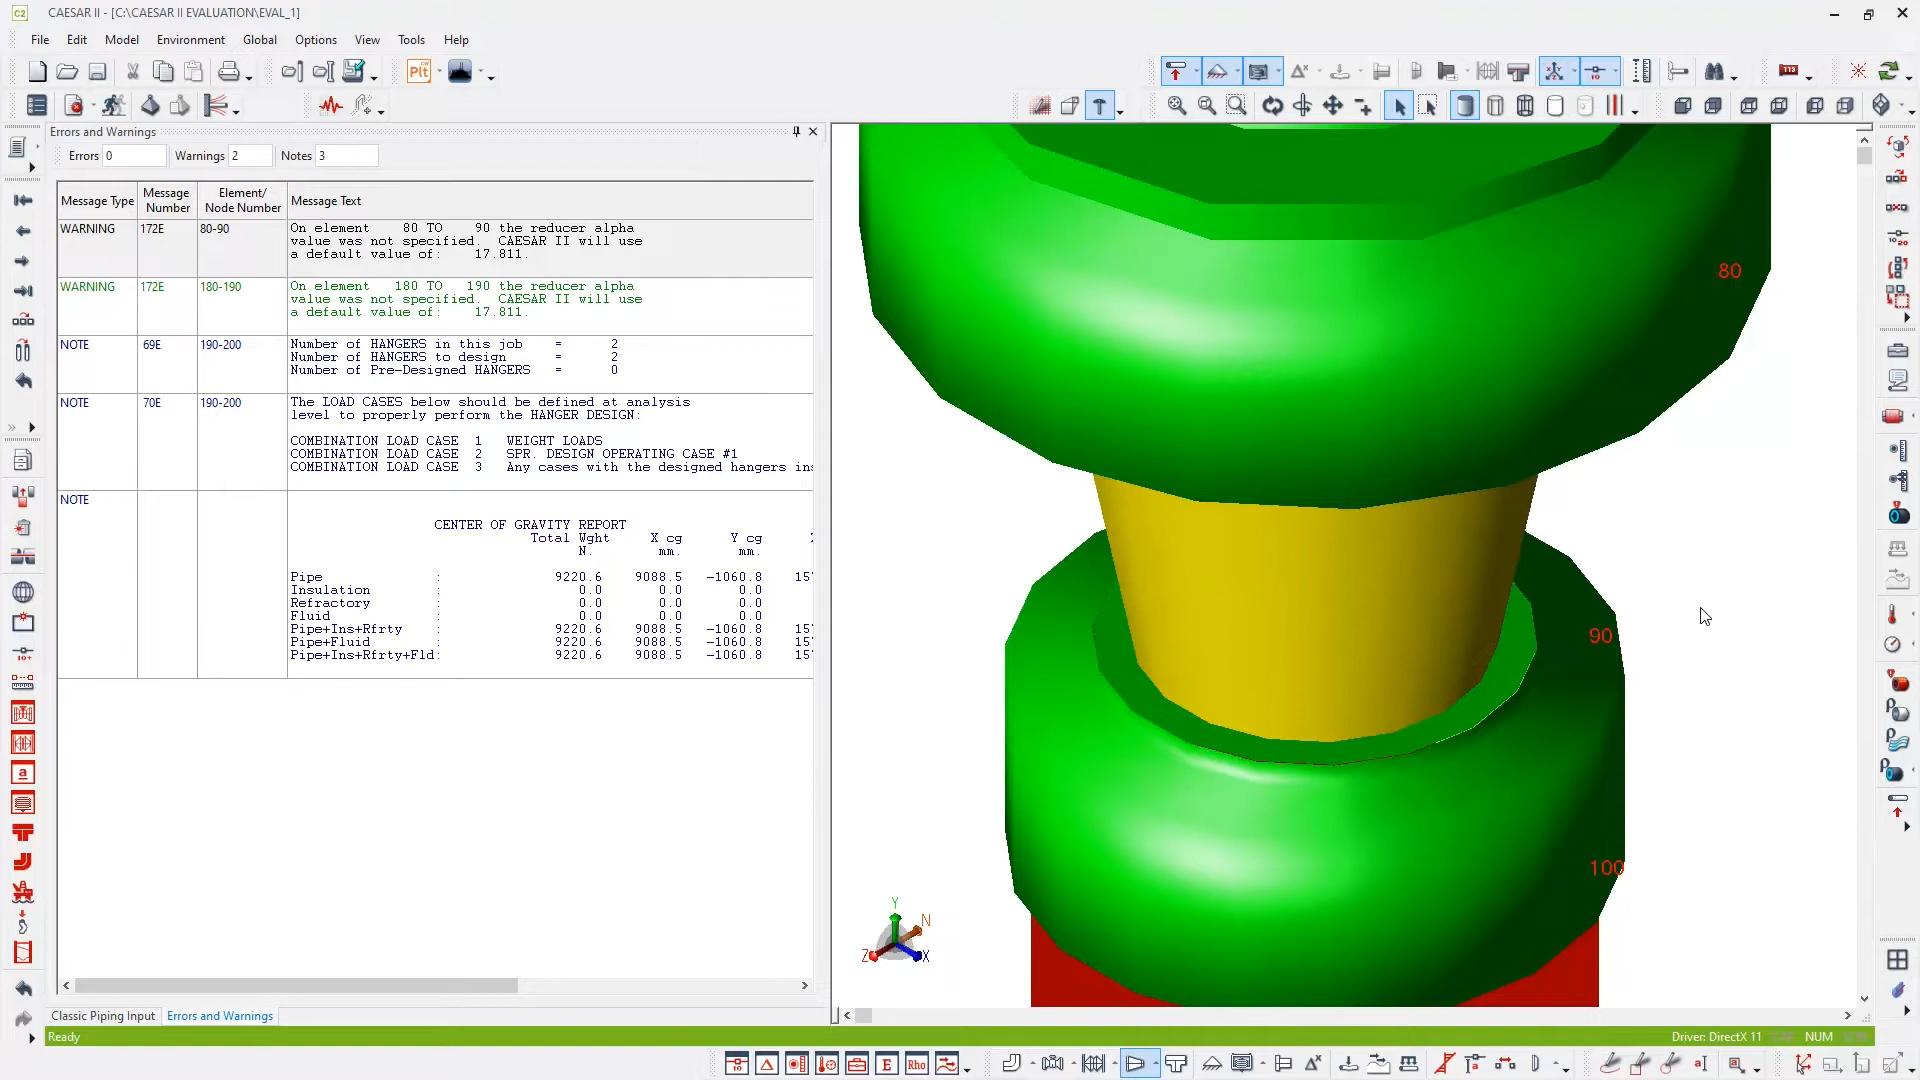 C2 CAESAR II - [C:\CAESAR II EVALUATION\EVAL_1]
File Edit Model Environment Global Options View Tools Help
Plt
Errors and Warnings
Errors 0 Warnings 2 Notes 3
Message Type Message Number Element/ Node Number Message Text
WARNING 172E 80-90 On element 80 TO 90 the reducer alpha
value was not specified. CAESAR II will use
a default value of: 17.811.
WARNING 172E 180-190 On element 180 TO 190 the reducer alpha
value was not specified. CAESAR II will use
a default value of: 17.811.
NOTE 69E 190-200 Number of HANGERS in this job = 2
Number of HANGERS to design = 2
Number of Pre-Designed HANGERS = 0
NOTE 70E 190-200 The LOAD CASES below should be defined at analysis
level to properly perform the HANGER DESIGN:
COMBINATION LOAD CASE 1 WEIGHT LOADS
COMBINATION LOAD CASE 2 SPR. DESIGN OPERATING CASE #1
COMBINATION LOAD CASE 3 Any cases with the designed hangers ins
NOTE
CENTER OF GRAVITY REPORT
Total Wght X cg Y cg
N. mm. mm.
Pipe : 9220.6 9088.5 -1060.8 15
Insulation : 0.0 0.0 0.0
Refractory : 0.0 0.0 0.0
Fluid : 0.0 0.0 0.0
Pipe+Ins+Rfrty : 9220.6 9088.5 -1060.8 15
Pipe+Fluid : 9220.6 9088.5 -1060.8 15
Pipe+Ins+Rfrty+Fld: 9220.6 9088.5 -1060.8 15
80
90
100
Y
N
Z
X
Classic Piping Input Errors and Warnings
Ready
Driver: DirectX 11 NUM
E Rho